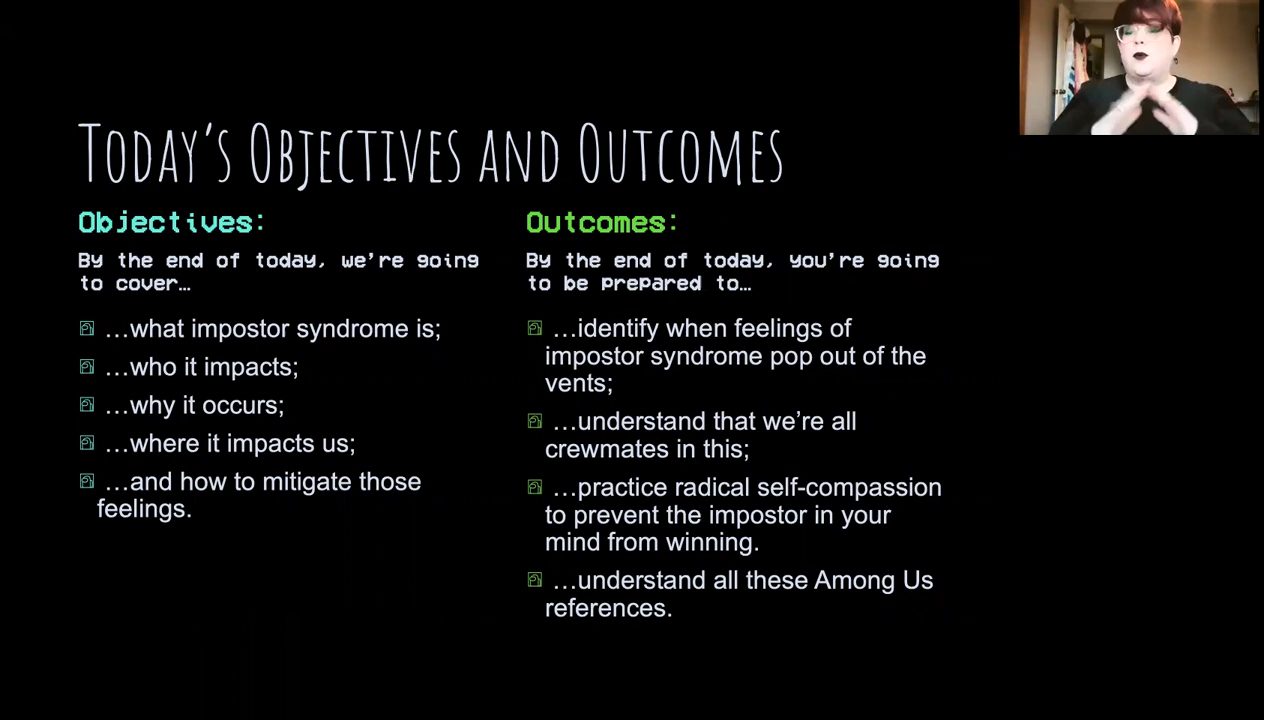 Today's Objectives and Outcomes
Objectives:
By the end of today, we're going
to cover…
…what impostor syndrome is;
…who it impacts;
…why it occurs;
…where it impacts us;
…and how to mitigate those
feelings.
Outcomes:
By the end of today, you're going
to be prepared to…
…identify when feelings of
impostor syndrome pop out of the
vents;
…understand that we're all
crewmates in this;
…practice radical self-compassion
to prevent the impostor in your
mind from winning.
…understand all these Among Us
references.